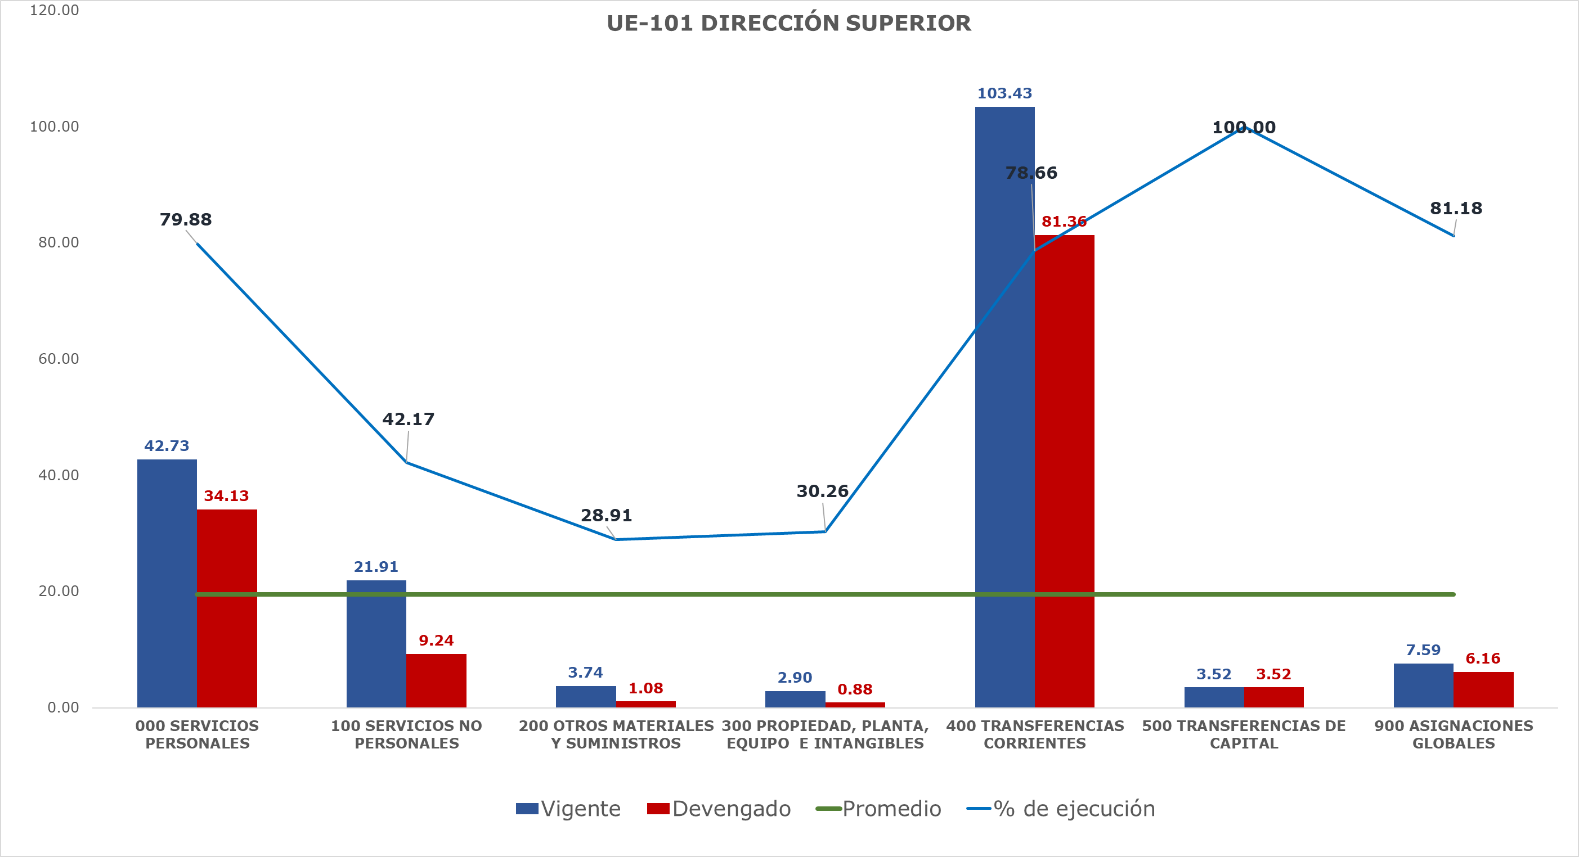 UE-101 DIRECCIÓN SUPERIOR
120.00
100.00
80.00
60.00
40.00
20.00
0.00
79.88
42.17
28.91
30.26
78.66
100.00
81.18
42.73
34.13
21.91
9.24
3.74
1.08
2.90
0.88
103.43
81.36
3.52
3.52
7.59
6.16
000 SERVICIOS
PERSONALES
100 SERVICIOS NO
PERSONALES
200 OTROS MATERIALES
Y SUMINISTROS
300 PROPIEDAD, PLANTA,
EQUIPO  E INTANGIBLES
400 TRANSFERENCIAS
CORRIENTES
500 TRANSFERENCIAS DE
CAPITAL
900 ASIGNACIONES
GLOBALES
Vigente
Devengado
Promedio
% de ejecución